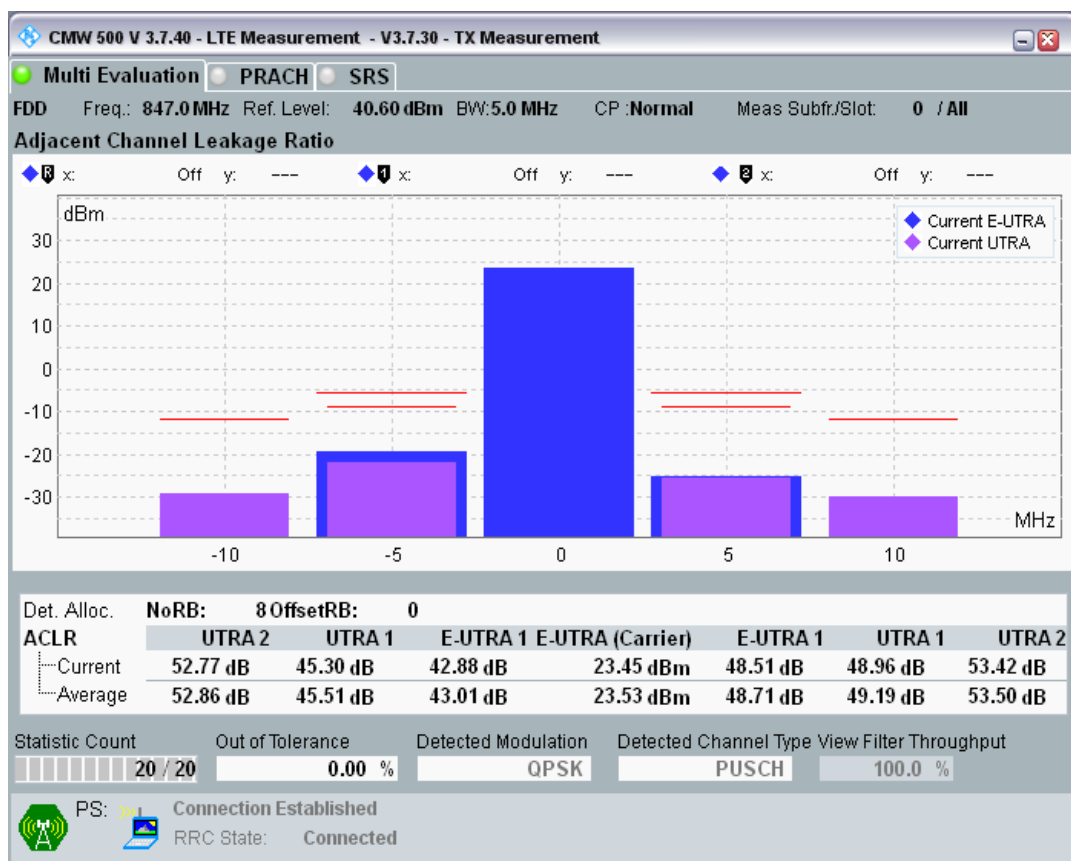 CMW 500 V 3.7.40 - LTE Measurement - V3.7.30 - TX Measurement
Multi Evaluation PRACH SRS
FDD Freq.: 847.0 MHz Ref. Level: 40.60 dBm BW:5.0 MHz CP :Normal Meas Subfr./Slot: 0 / All
Adjacent Channel Leakage Ratio
R x: Off y: --- 1 x: Off y: --- 2 x: Off y: ---
dBm
Current E-UTRA
Current UTRA
30
20
10
0
-10
-20
-30
MHz
-10 -5 0 5 10
Det. Alloc. NoRB: 8 OffsetRB: 0
ACLR UTRA 2 UTRA 1 E-UTRA 1 E-UTRA (Carrier) E-UTRA 1 UTRA 1 UTRA 2
Current 52.77 dB 45.30 dB 42.88 dB 23.45 dBm 48.51 dB 48.96 dB 53.42 dB
Average 52.86 dB 45.51 dB 43.01 dB 23.53 dBm 48.71 dB 49.19 dB 53.50 dB
Statistic Count Out of Tolerance Detected Modulation Detected Channel Type View Filter Throughput
20 / 20 0.00 % QPSK PUSCH 100.0 %
PS: Connection Established
RRC State: Connected